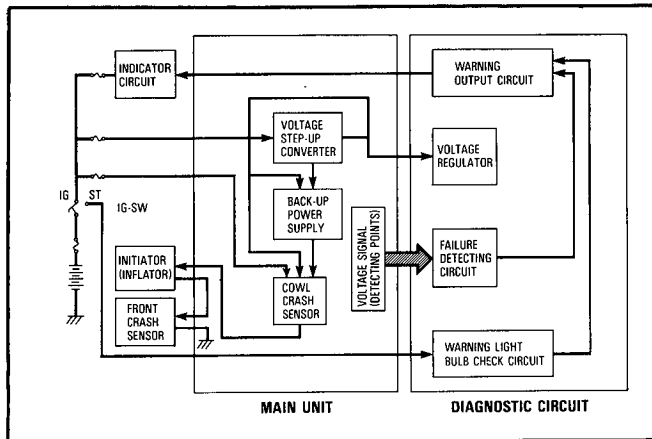 INDICATOR
CIRCUIT
WARNING
OUTPUT CIRCUIT
VOLTAGE
STEP-UP
CONVERTER
VOLTAGE
REGULATOR
IG
ST
IG-SW
BACK-UP
POWER
SUPPLY
VOLTAGE SIGNAL
(DETECTING POINTS)
FAILURE
DETECTING
CIRCUIT
INITIATOR
(INFLATOR)
COWL
CRASH
SENSOR
FRONT
CRASH
SENSOR
WARNING LIGHT
BULB CHECK CIRCUIT
MAIN UNIT
DIAGNOSTIC CIRCUIT